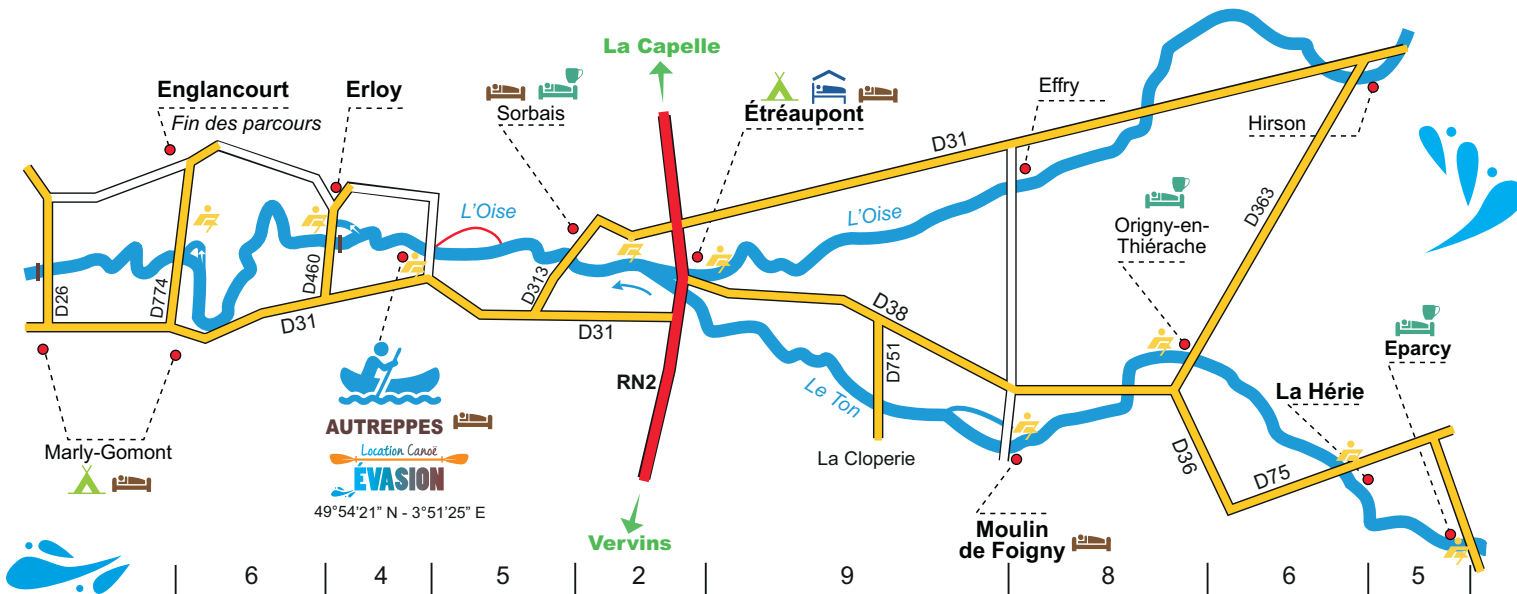 La Capelle
Englancourt
Fin des parcours
Erloy
Sorbais
Étréaupont
Effry
Hirson
D31
D363
L'Oise
L'Oise
Origny-en-
Thiérache
D26
D774
D460
D31
D313
D31
D38
D751
RN2
Le Ton
La Cloperie
Eparcy
La Hérie
D36
D75
Marly-Gomont
AUTREPPES
Location Canoë
ÉVASION
49°54'21” N - 3°51'25” E
Moulin
de Foigny
Vervins
6 4 5 2 9 8 6 5